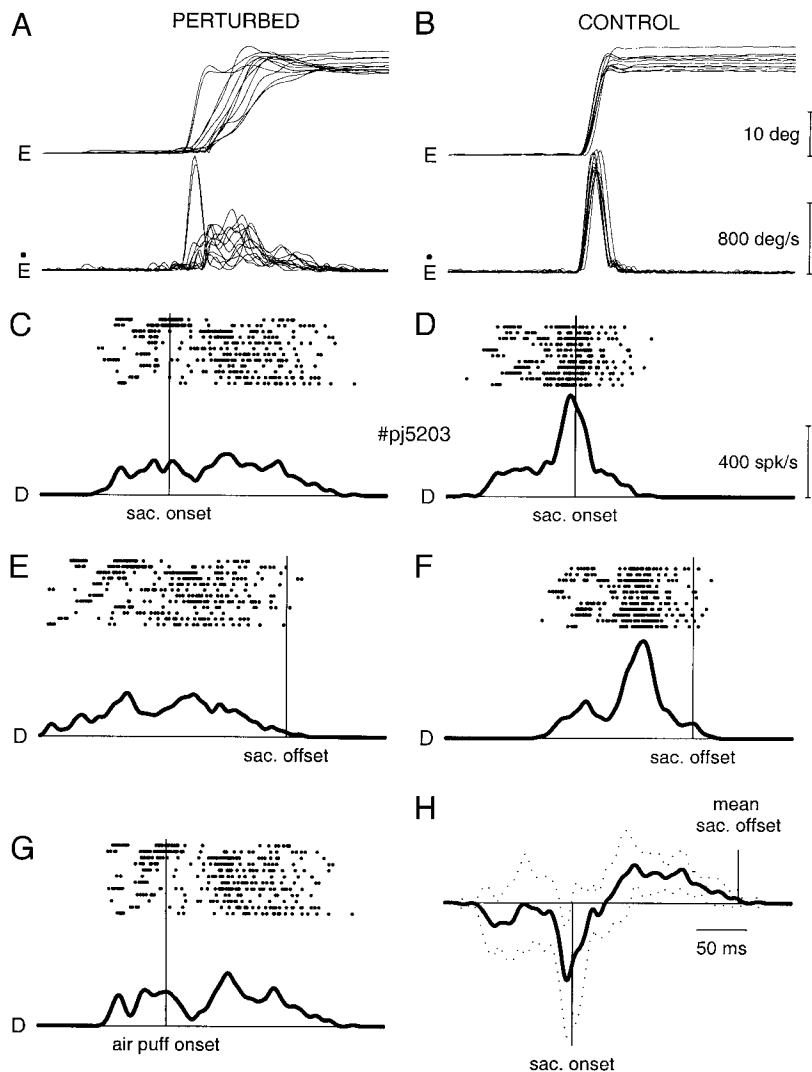 A PERTURBED
B CONTROL
E
E
10 deg
Ė
Ė
800 deg/s
C
D
#pj5203
400 spk/s
D
D
sac. onset
sac. onset
E
F
D
D
sac. offset
sac. offset
G
H
mean
sac. offset
50 ms
D
air puff onset
sac. onset